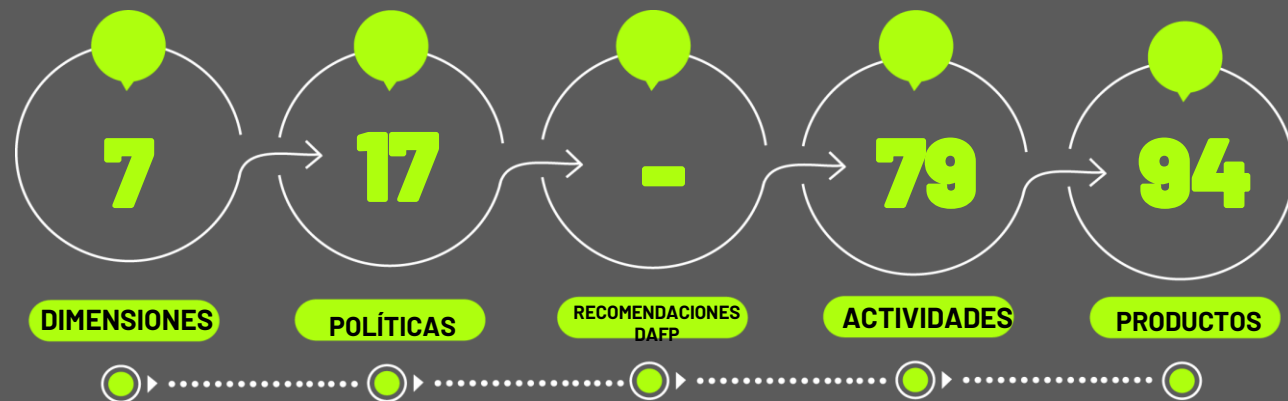 7
17
-
79
94
DIMENSIONES
POLÍTICAS
RECOMENDACIONES
DAFP
ACTIVIDADES
PRODUCTOS